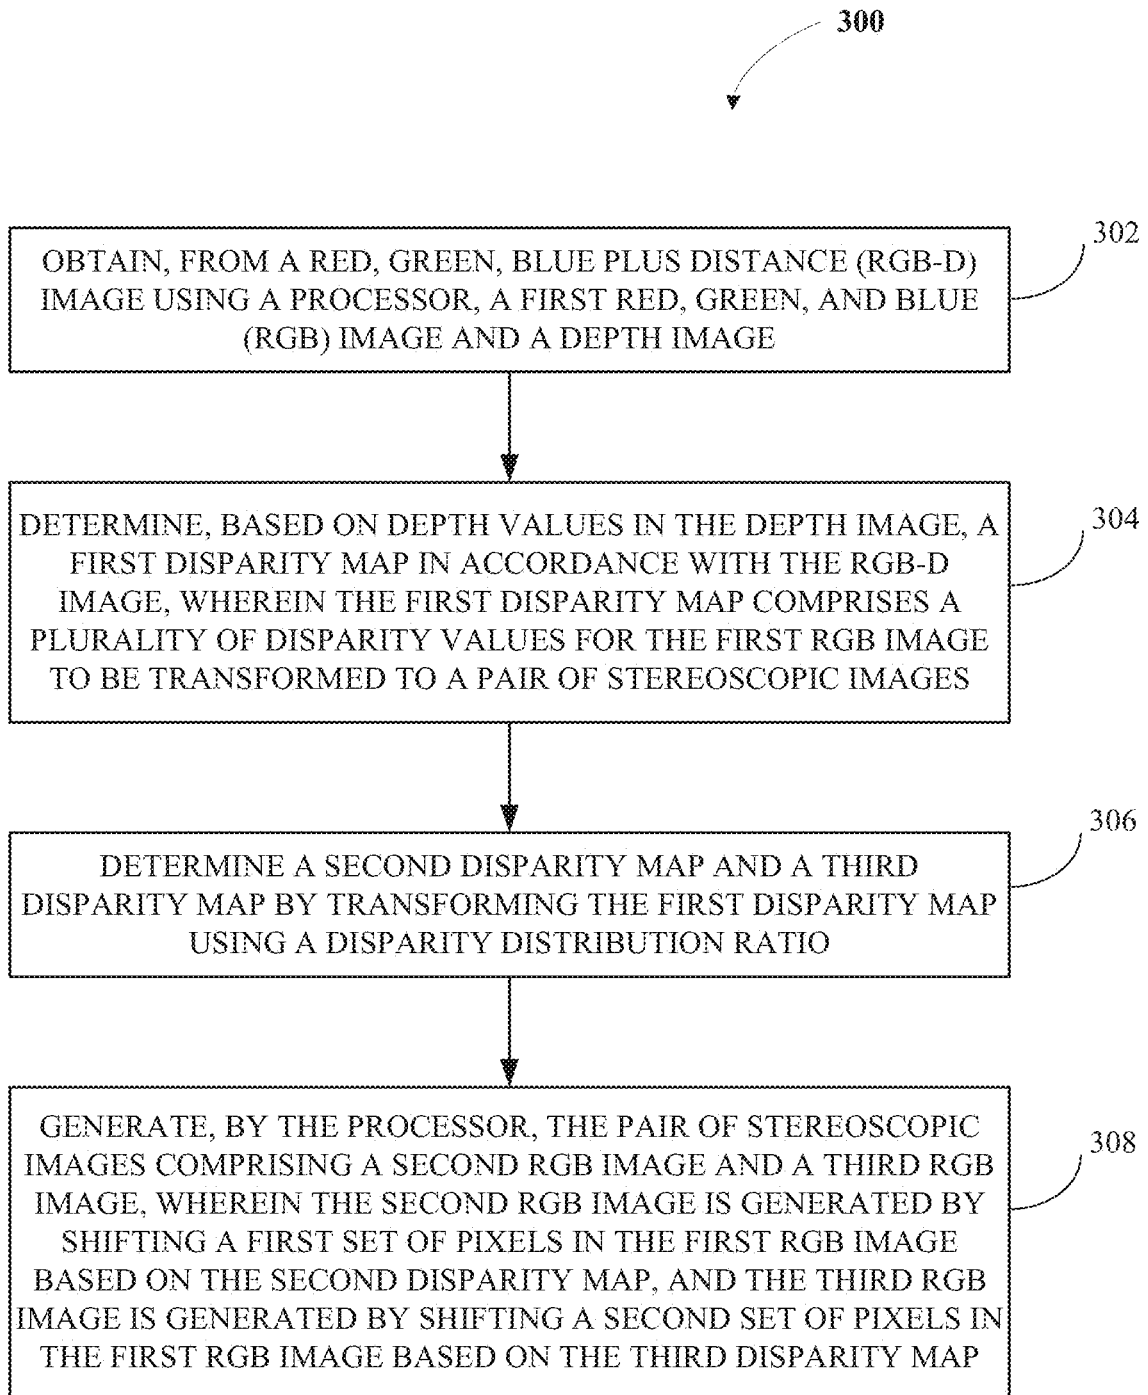 300
302
OBTAIN, FROM A RED, GREEN, BLUE PLUS DISTANCE (RGB-D)
IMAGE USING A PROCESSOR, A FIRST RED, GREEN, AND BLUE
(RGB) IMAGE AND A DEPTH IMAGE
304
DETERMINE, BASED ON DEPTH VALUES IN THE DEPTH IMAGE, A
FIRST DISPARITY MAP IN ACCORDANCE WITH THE RGB-D
IMAGE, WHEREIN THE FIRST DISPARITY MAP COMPRISES A
PLURALITY OF DISPARITY VALUES FOR THE FIRST RGB IMAGE
TO BE TRANSFORMED TO A PAIR OF STEREOSCOPIC IMAGES
306
DETERMINE A SECOND DISPARITY MAP AND A THIRD
DISPARITY MAP BY TRANSFORMING THE FIRST DISPARITY MAP
USING A DISPARITY DISTRIBUTION RATIO
308
GENERATE, BY THE PROCESSOR, THE PAIR OF STEREOSCOPIC
IMAGES COMPRISING A SECOND RGB IMAGE AND A THIRD RGB
IMAGE, WHEREIN THE SECOND RGB IMAGE IS GENERATED BY
SHIFTING A FIRST SET OF PIXELS IN THE FIRST RGB IMAGE
BASED ON THE SECOND DISPARITY MAP, AND THE THIRD RGB
IMAGE IS GENERATED BY SHIFTING A SECOND SET OF PIXELS IN
THE FIRST RGB IMAGE BASED ON THE THIRD DISPARITY MAP